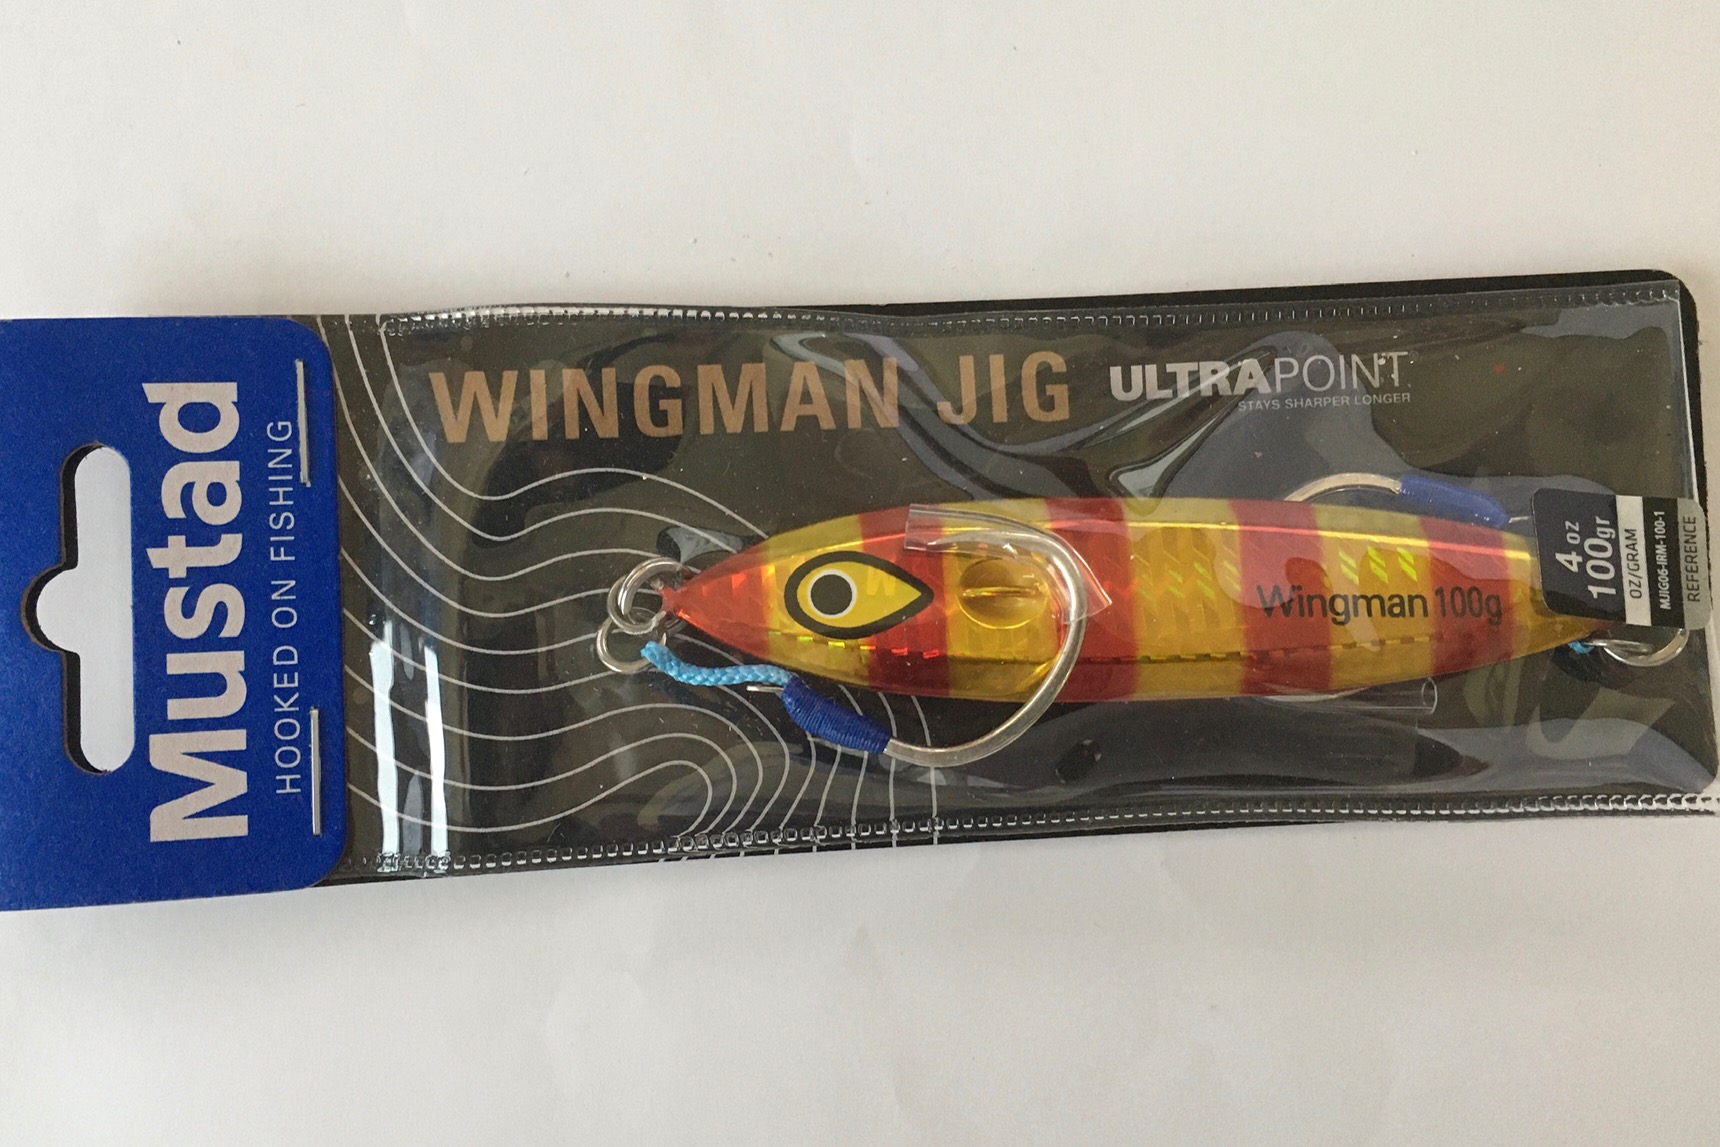 Mustad
HOOKED ON FISHING
WINGMAN JIG
ULTRAPOINT
STAYS SHARPER LONGER
Wingman 100g
4 oz
100gr
OZ/GRAM
MJIG06-IRM-100-1
REFERENCE